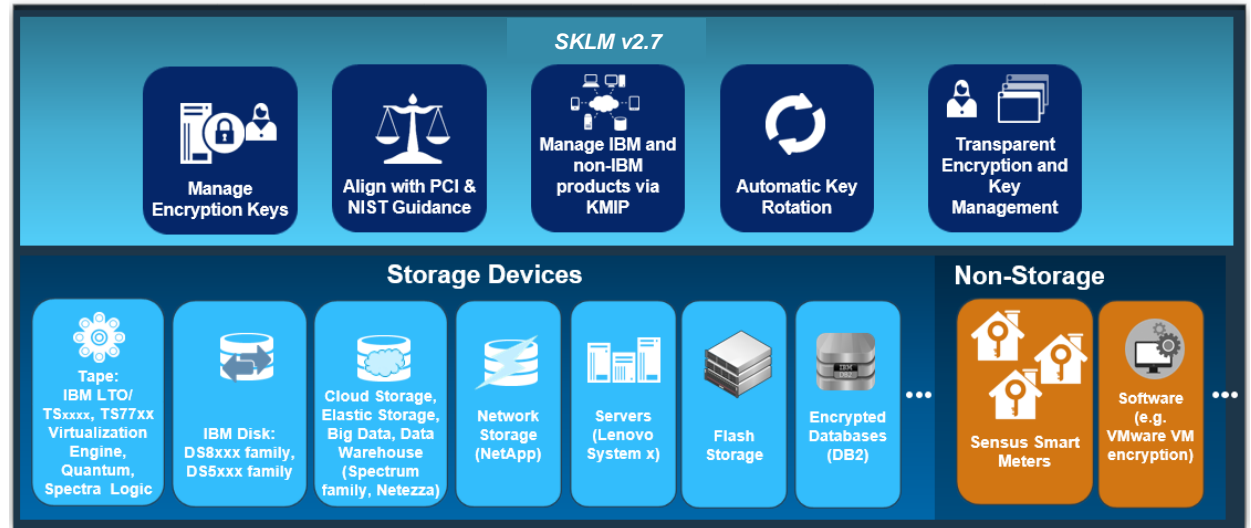 SKLM v2.7
Manage
Encryption Keys
Align with PCI &
NIST Guidance
Manage IBM and
non-IBM
products via
KMIP
Automatic Key
Rotation
Transparent
Encryption and
Key
Management
Storage Devices
Non-Storage
Tape:
IBM LTO/
TSxxxx, TS77xx
Virtualization
Engine,
Quantum,
Spectra Logic
IBM Disk:
DS8xxx family,
DS5xxx family
Cloud Storage,
Elastic Storage,
Big Data, Data
Warehouse
(Spectrum
family, Netezza)
Network
Storage
(NetApp)
Servers
(Lenovo
System x)
Flash
Storage
IBM
DB2
Encrypted
Databases
(DB2)
...
Sensus Smart
Meters
Software
(e.g.
VMware VM
encryption)
...